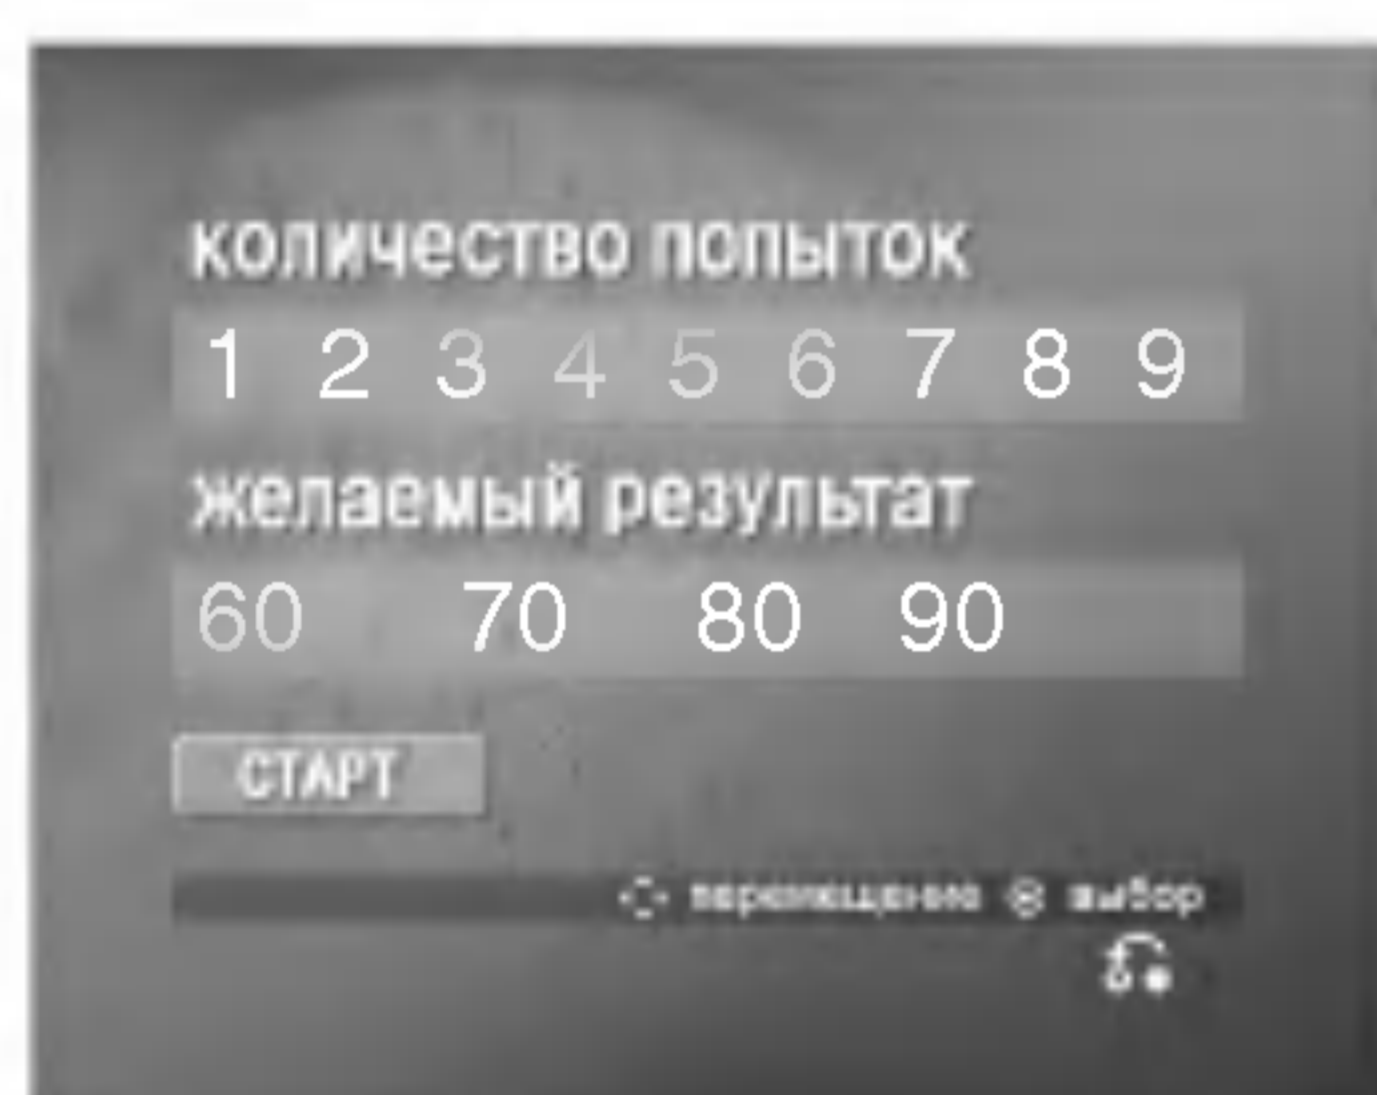 количество попыток
1 2 3 4 5 6 7 8 9
желаемый результат
60 70 80 90
СТАРТ
перемещение выбор